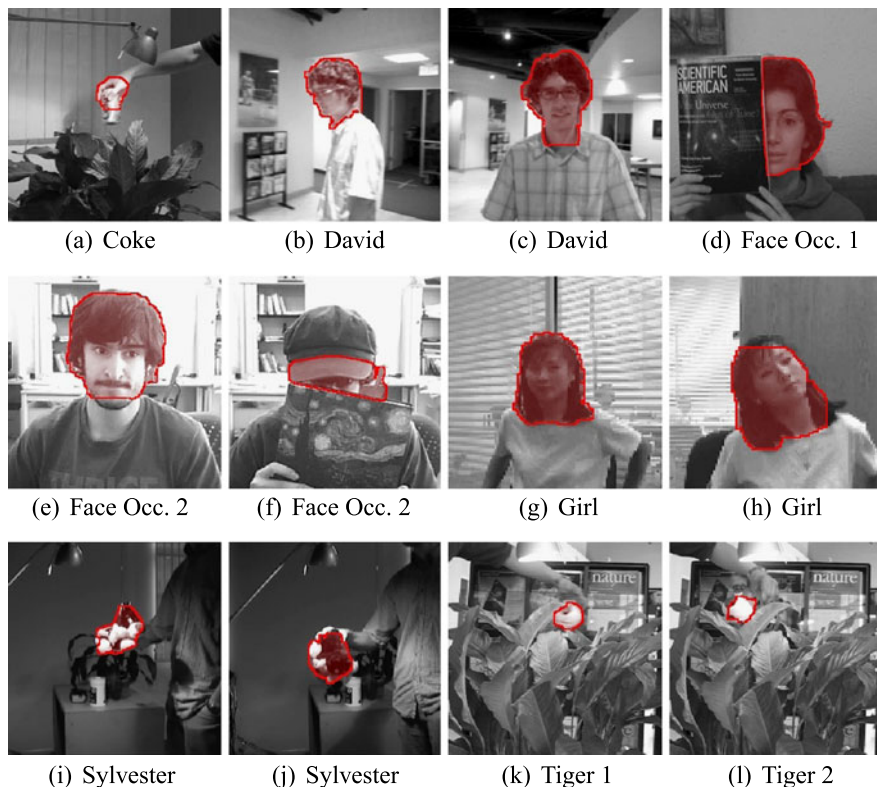 SCIENTIFIC
AMERICAN
Universe
(a) Coke
(b) David
(c) David
(d) Face Occ. 1
(e) Face Occ. 2
(f) Face Occ. 2
(g) Girl
(h) Girl
nature
nature
(i) Sylvester
(j) Sylvester
(k) Tiger 1
(l) Tiger 2